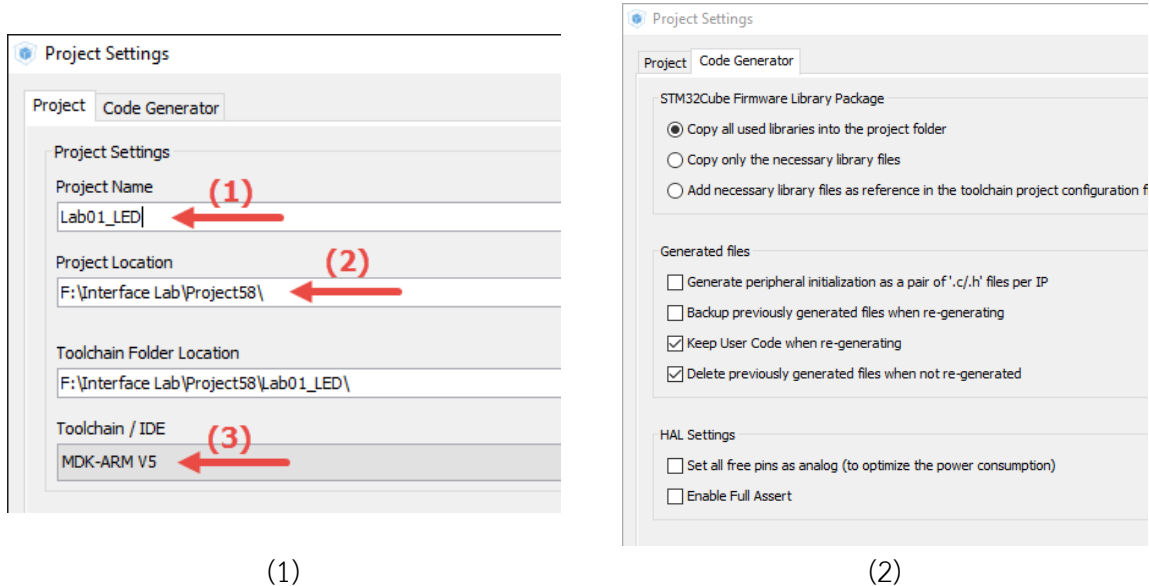 Project Settings
Project Code Generator
Project Settings
Project Name
(1)
Lab01_LED
Project Location
(2)
F:\Interface Lab\Project58\
Toolchain Folder Location
F:\Interface Lab\Project58\Lab01_LED\
Toolchain / IDE
(3)
MDK-ARM V5
(1)
Project Settings
Project Code Generator
STM32Cube Firmware Library Package
Copy all used libraries into the project folder
Copy only the necessary library files
Add necessary library files as reference in the toolchain project configuration f
Generated files
Generate peripheral initialization as a pair of '.c/.h' files per IP
Backup previously generated files when re-generating
Keep User Code when re-generating
Delete previously generated files when not re-generated
HAL Settings
Set all free pins as analog (to optimize the power consumption)
Enable Full Assert
(2)